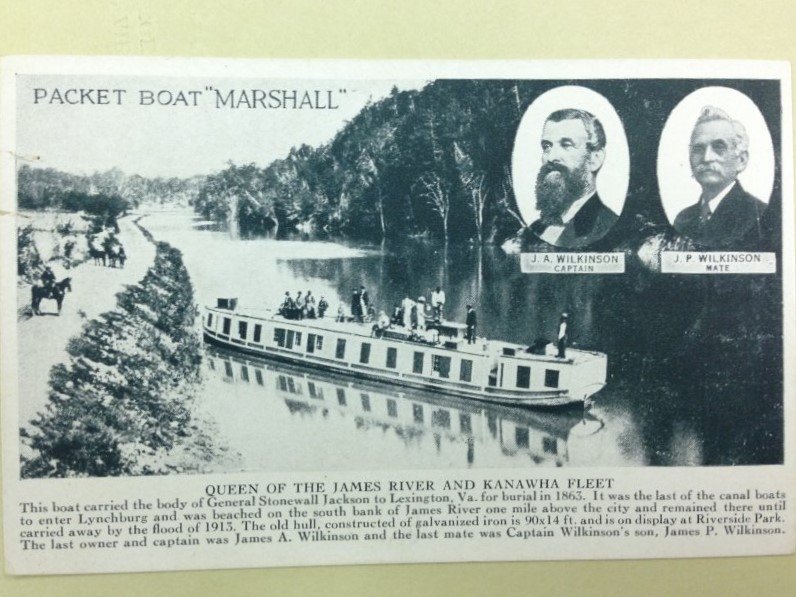 PACKET BOAT "MARSHALL"
J. A. WILKINSON
CAPTAIN
J. P. WILKINSON
MATE
QUEEN OF THE JAMES RIVER AND KANAWHA FLEET
This boat carried the body of General Stonewall Jackson to Lexington, Va. for burial in 1863. It was the last of the canal boats
to enter Lynchburg and was beached on the south bank of James River one mile above the city and remained there until
carried away by the flood of 1913. The old hull, constructed of galvanized iron is 90x14 ft. and is on display at Riverside Park.
The last owner and captain was James A. Wilkinson and the last mate was Captain Wilkinson's son, James P. Wilkinson.